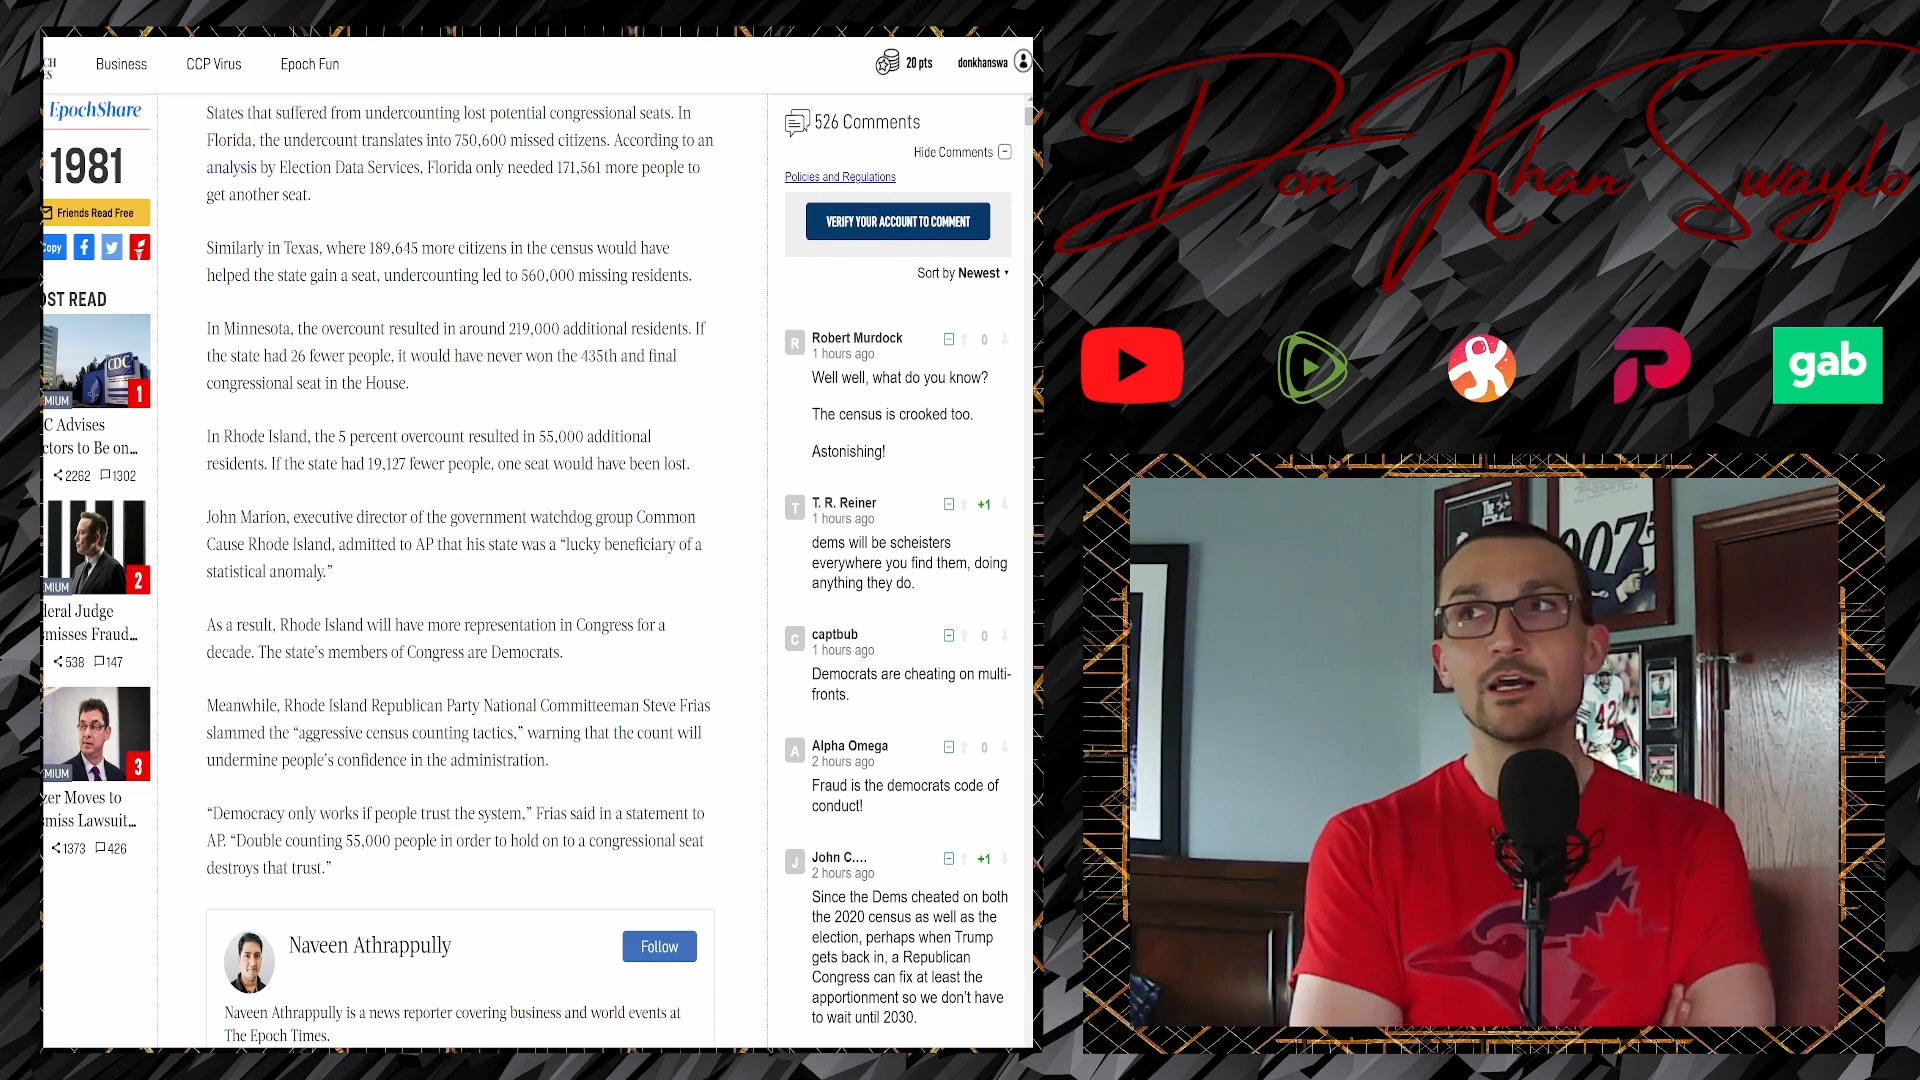 CH
ES
Business
CCP Virus
Epoch Fun
20 pts
donkhanswa
EpochShare
1981
Friends Read Free
Copy
OST READ
CDC
MIUM
1
C Advises
ctors to Be on...
2262 1302
MIUM
2
deral Judge
smisses Fraud...
538 147
MIUM
3
zer Moves to
smiss Lawsuit...
1373 426
States that suffered from undercounting lost potential congressional seats. In
Florida, the undercount translates into 750,600 missed citizens. According to an
analysis by Election Data Services, Florida only needed 171,561 more people to
get another seat.
Similarly in Texas, where 189,645 more citizens in the census would have
helped the state gain a seat, undercounting led to 560,000 missing residents.
In Minnesota, the overcount resulted in around 219,000 additional residents. If
the state had 26 fewer people, it would have never won the 435th and final
congressional seat in the House.
In Rhode Island, the 5 percent overcount resulted in 55,000 additional
residents. If the state had 19,127 fewer people, one seat would have been lost.
John Marion, executive director of the government watchdog group Common
Cause Rhode Island, admitted to AP that his state was a “lucky beneficiary of a
statistical anomaly.”
As a result, Rhode Island will have more representation in Congress for a
decade. The state’s members of Congress are Democrats.
Meanwhile, Rhode Island Republican Party National Committeeman Steve Frias
slammed the “aggressive census counting tactics,” warning that the count will
undermine people’s confidence in the administration.
“Democracy only works if people trust the system,” Frias said in a statement to
AP. “Double counting 55,000 people in order to hold on to a congressional seat
destroys that trust.”
Naveen Athrappully
Follow
Naveen Athrappully is a news reporter covering business and world events at
The Epoch Times.
526 Comments
Hide Comments
Policies and Regulations
VERIFY YOUR ACCOUNT TO COMMENT
Sort by Newest
R
Robert Murdock
0
1 hours ago
Well well, what do you know?
The census is crooked too.
Astonishing!
T
T. R. Reiner
+1
1 hours ago
dems will be scheisters
everywhere you find them, doing
anything they do.
C
captbub
0
1 hours ago
Democrats are cheating on multi-
fronts.
A
Alpha Omega
0
2 hours ago
Fraud is the democrats code of
conduct!
J
John C....
+1
2 hours ago
Since the Dems cheated on both
the 2020 census as well as the
election, perhaps when Trump
gets back in, a Republican
Congress can fix at least the
apportionment so we don’t have
to wait until 2030.
Don Khan Swaylo
gab
007
42